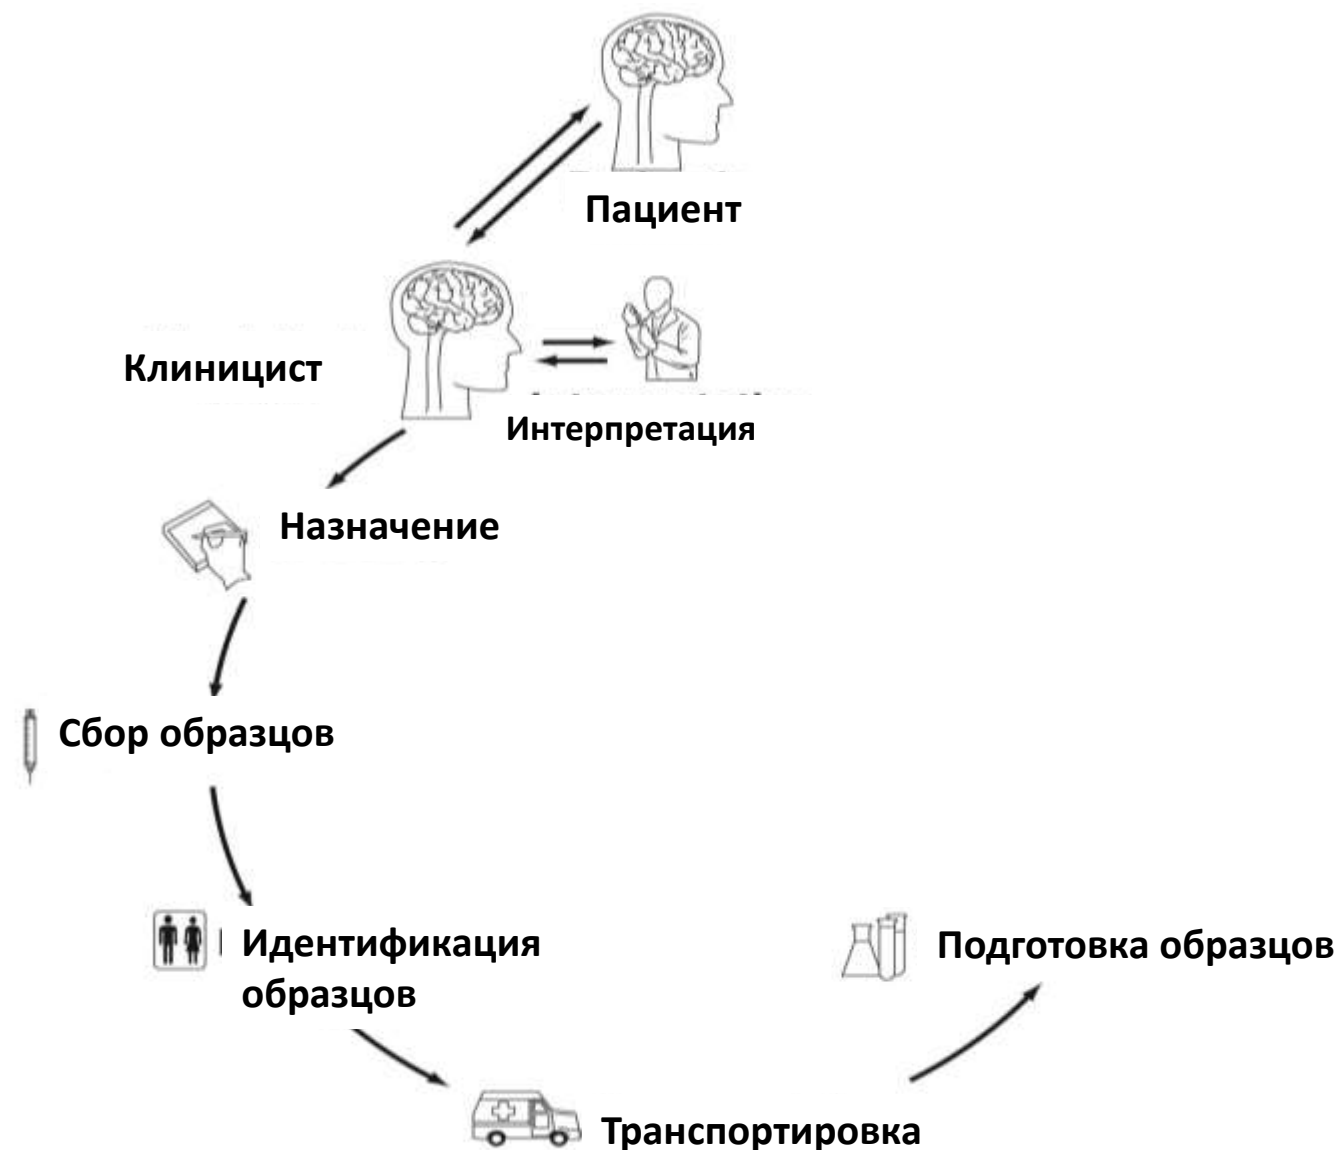 Пациент
Клиницист
Интерпретация
Назначение
Сбор образцов
Идентификация
образцов
Подготовка образцов
Транспортировка